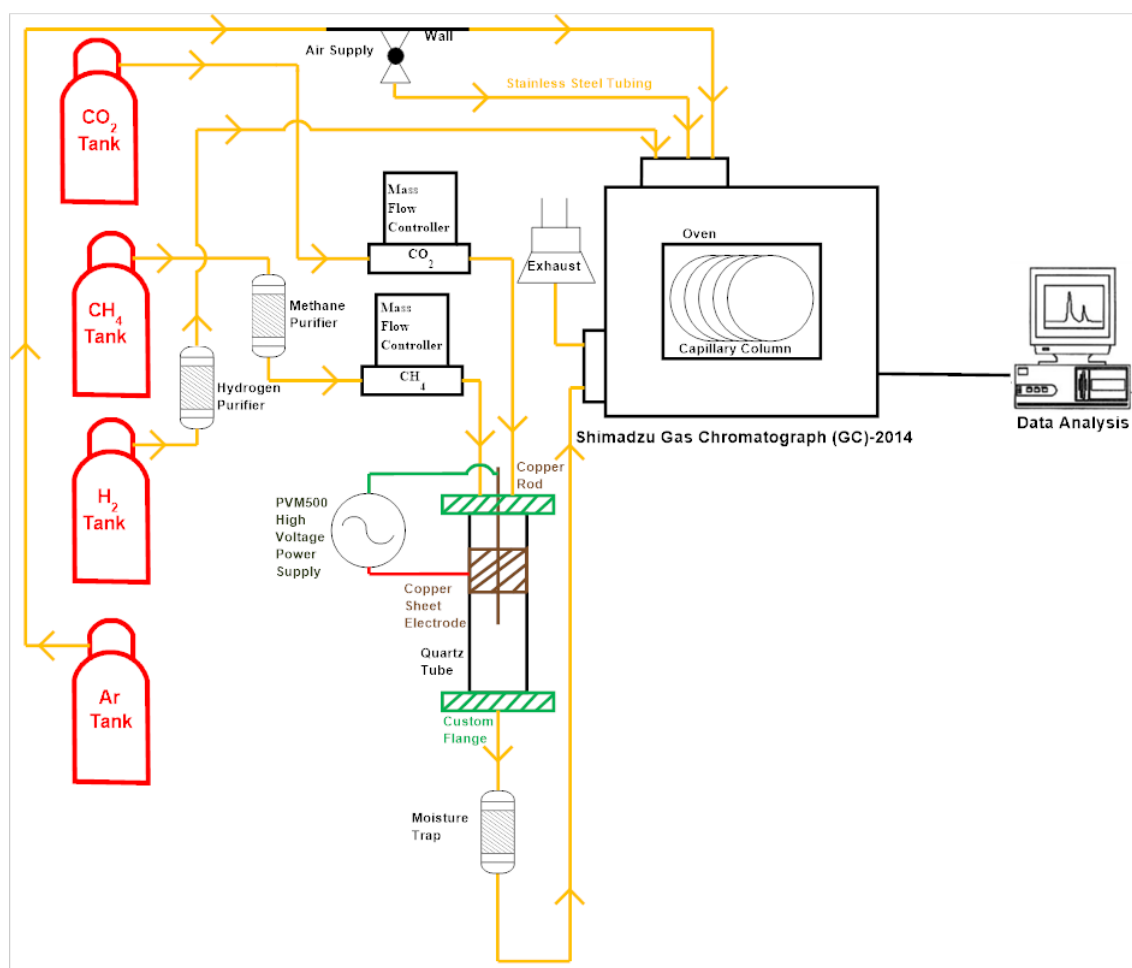 Wall
Air Supply
Stainless Steel Tubing
CO2
Tank
Mass
Flow
Controller
CO2
Exhaust
Oven
Capillary Column
CH4
Tank
Methane
Purifier
Mass
Flow
Controller
CH4
Hydrogen
Purifier
Data Analysis
Shimadzu Gas Chromatograph (GC)-2014
H2
Tank
PVM500
High
Voltage
Power
Supply
Copper
Rod
Copper
Sheet
Electrode
Quartz
Tube
Ar
Tank
Custom
Flange
Moisture
Trap